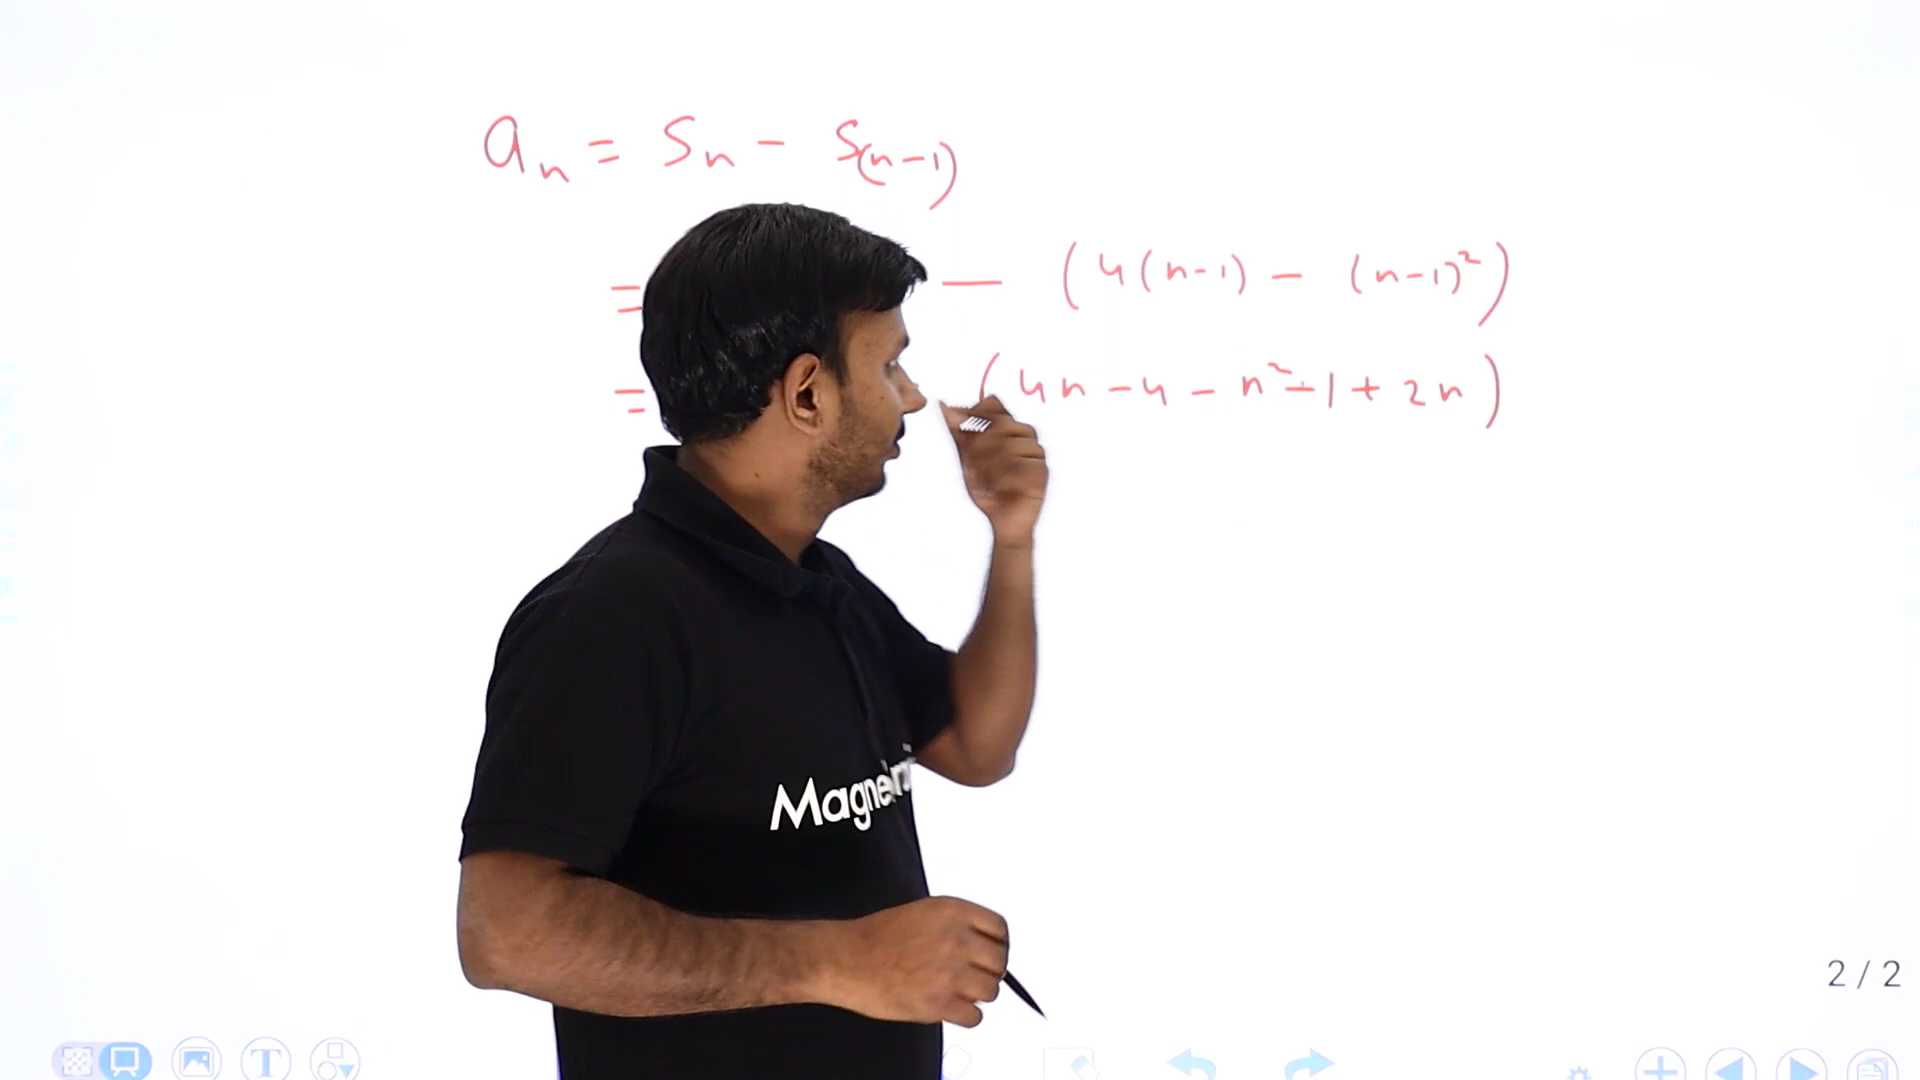 aₙ = Sₙ - S₍ₙ₋₁₎
= — (4(n-1) - (n-1)²)
= (4n - 4 - n² - 1 + 2n)
Magne
2 / 2
T